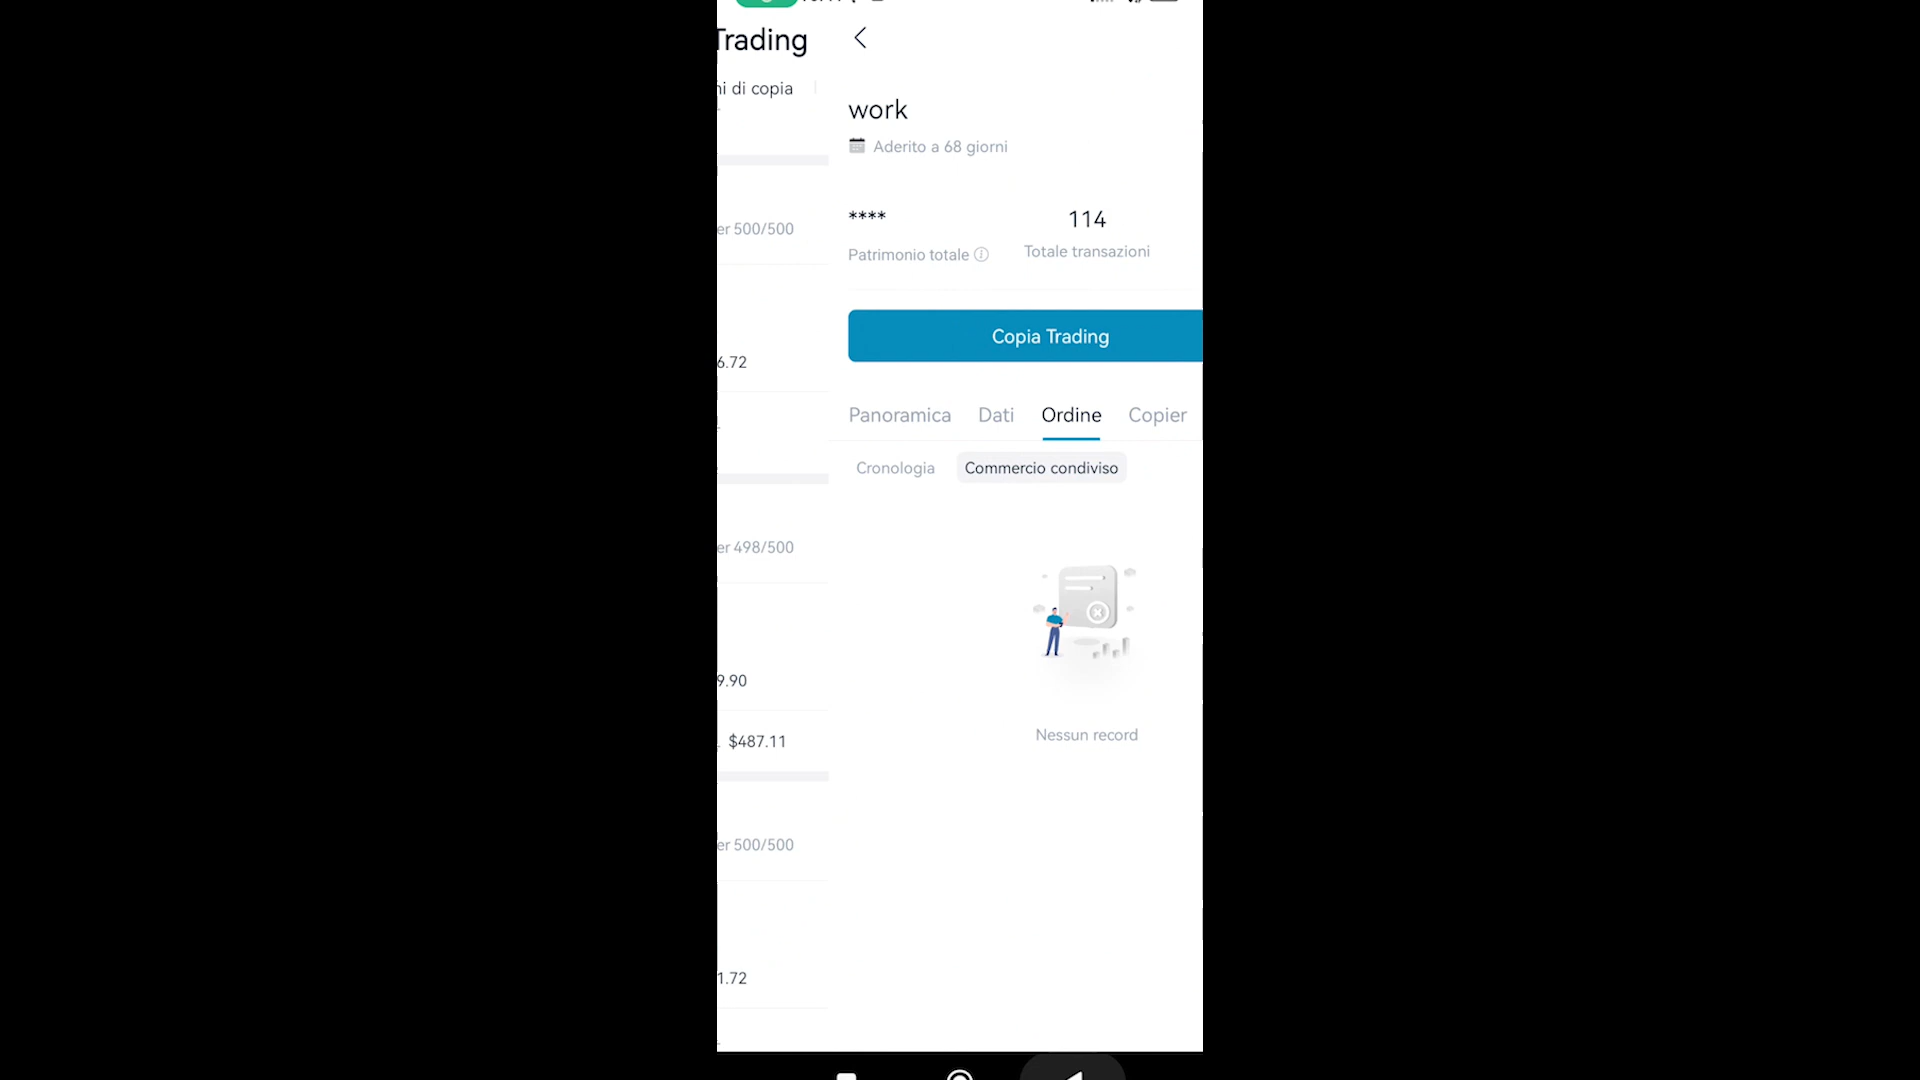 Trading
work
ni di copia
Aderito a 68 giorni
**** 114
er 500/500
Patrimonio totale Totale transazioni
Copia Trading
6.72
Panoramica Dati Ordine Copier
Cronologia Commercio condiviso
er 498/500
9.90
Nessun record
$487.11
er 500/500
1.72